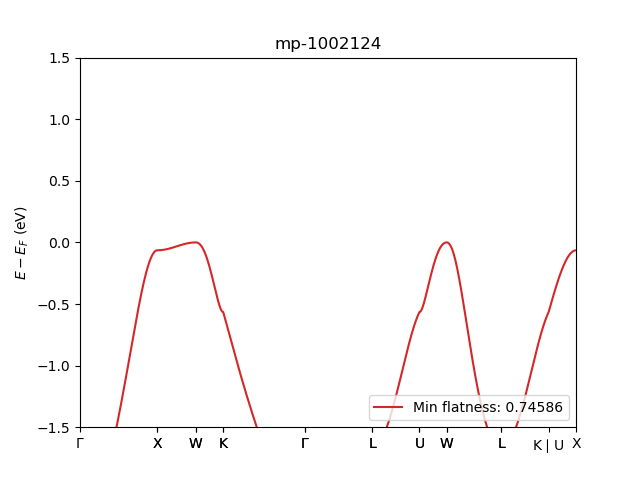 mp-1002124
E − E_F (eV)
1.5
1.0
0.5
0.0
−0.5
−1.0
−1.5
Min flatness: 0.74586
Γ X W K Γ L U W L K | U X